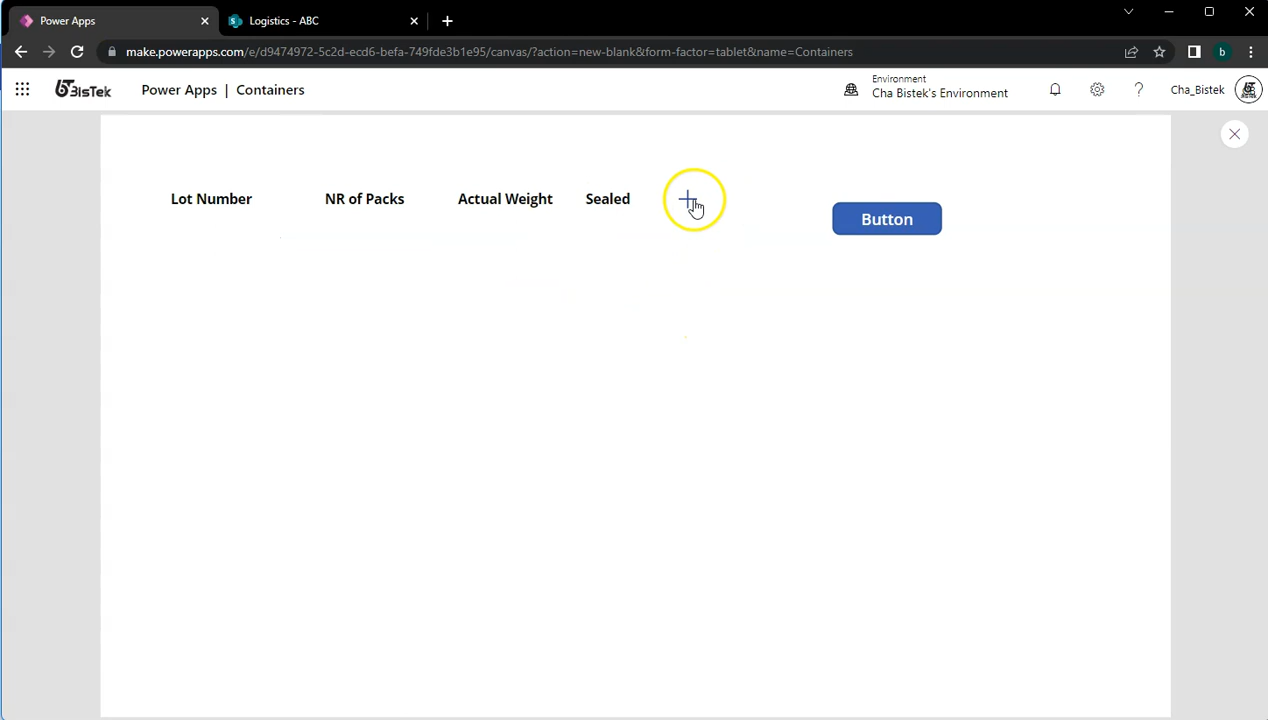 Power Apps
Logistics - ABC
make.powerapps.com/e/d9474972-5c2d-ecd6-befa-749fde3b1e95/canvas/?action=new-blank&form-factor=tablet&name=Containers
b
BisTek
Power Apps | Containers
Environment
Cha Bistek's Environment
?
Cha_Bistek
Lot Number NR of Packs Actual Weight Sealed
Button